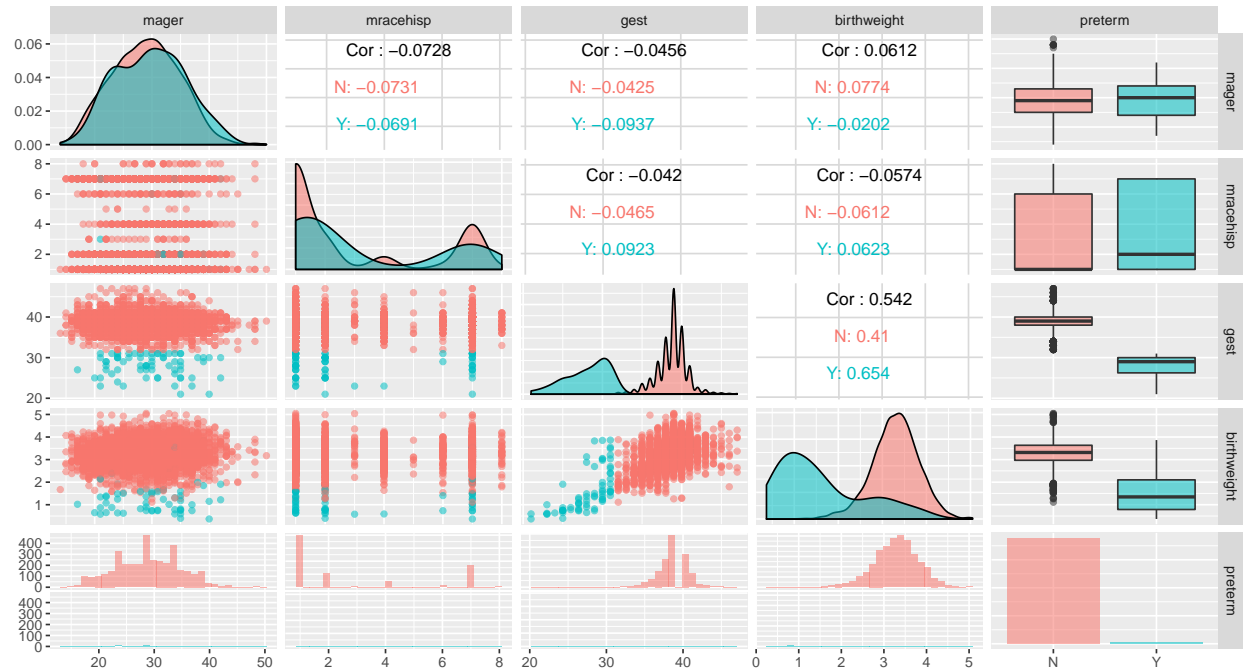 mager mracehisp gest birthweight preterm
0.06
0.04
0.02
0.00
Cor : −0.0728
N: −0.0731
Y: −0.0691
Cor : −0.0456
N: −0.0425
Y: −0.0937
Cor : 0.0612
N: 0.0774
Y: −0.0202
mager
8
6
4
2
Cor : −0.042
N: −0.0465
Y: 0.0923
Cor : −0.0574
N: −0.0612
Y: 0.0623
mracehisp
40
30
20
Cor : 0.542
N: 0.41
Y: 0.654
gest
5
4
3
2
1
birthweight
400
300
200
100
0
400
300
200
100
0
preterm
20 30 40 50 2 4 6 8 20 30 40 0 1 2 3 4 5 N Y